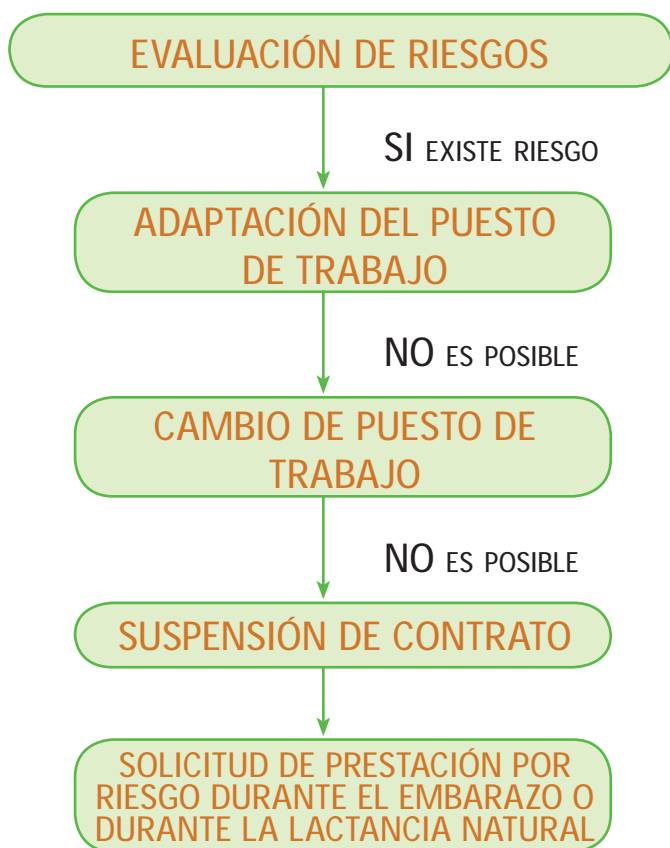 EVALUACIÓN DE RIESGOS
SI EXISTE RIESGO
ADAPTACIÓN DEL PUESTO
DE TRABAJO
NO ES POSIBLE
CAMBIO DE PUESTO DE
TRABAJO
NO ES POSIBLE
SUSPENSIÓN DE CONTRATO
SOLICITUD DE PRESTACIÓN POR
RIESGO DURANTE EL EMBARAZO O
DURANTE LA LACTANCIA NATURAL